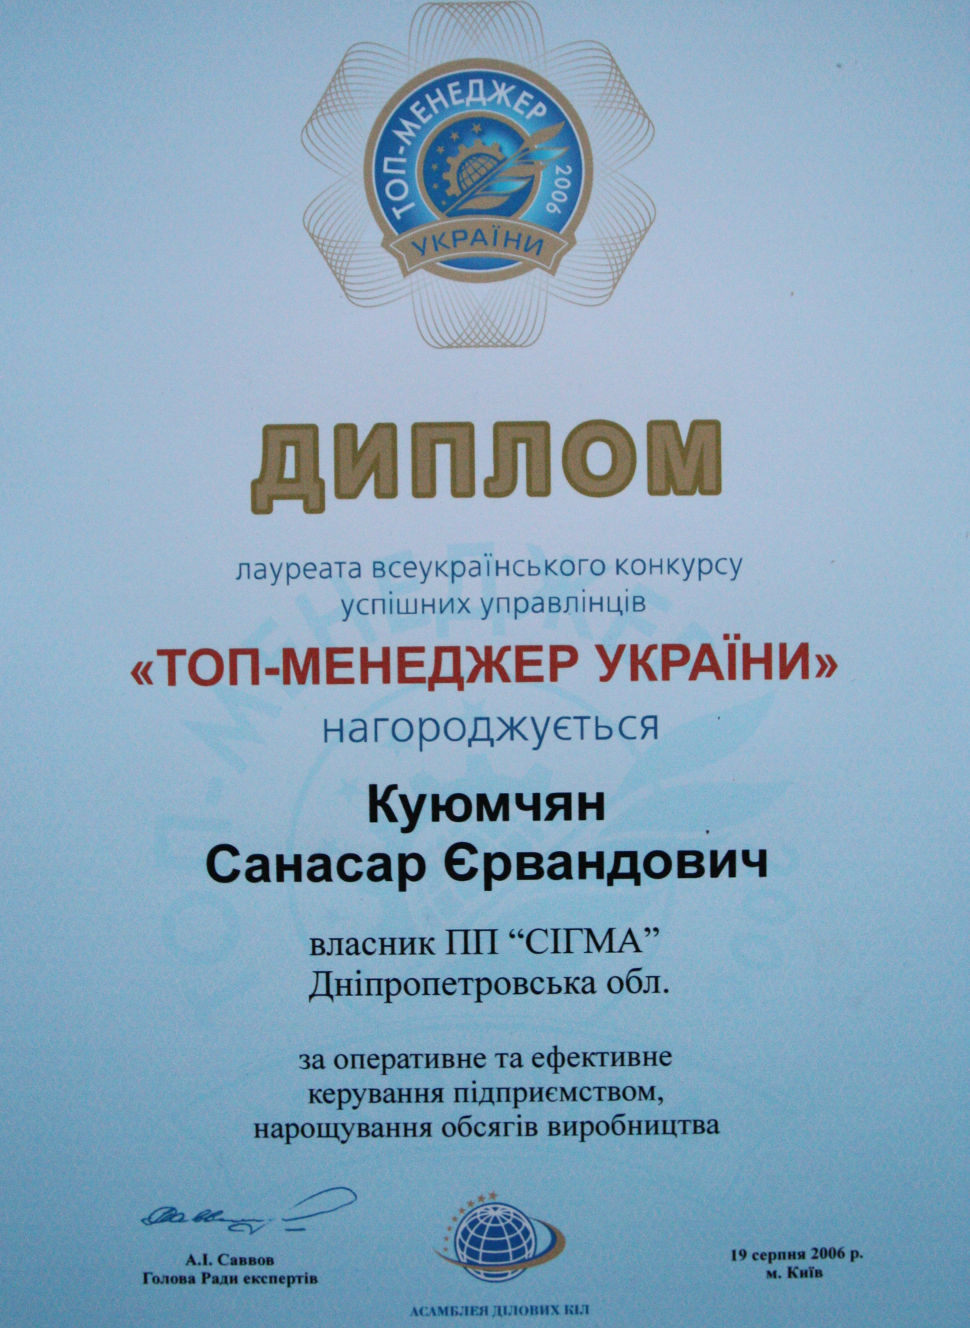 ТОП-МЕНЕДЖЕР 2006
УКРАЇНИ
ДИПЛОМ
лауреата всеукраїнського конкурсу
успішних управлінців
«ТОП-МЕНЕДЖЕР УКРАЇНИ»
нагороджується
Куюмчян
Санасар Єрвандович
власник ПП “СІГМА”
Дніпропетровська обл.
за оперативне та ефективне
керування підприємством,
нарощування обсягів виробництва
А.І. Саввов
Голова Ради експертів
19 серпня 2006 р.
м. Київ
АСАМБЛЕЯ ДІЛОВИХ КІЛ